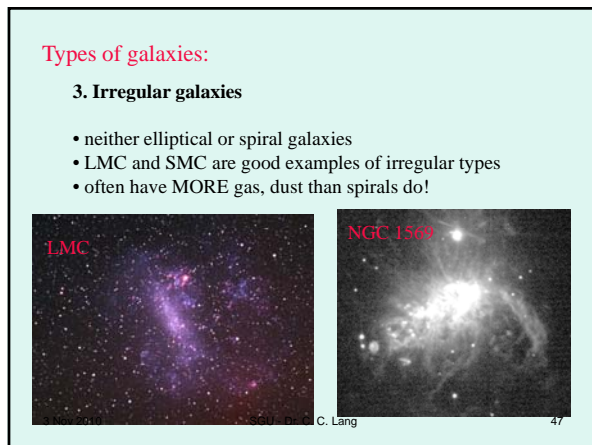 Types of galaxies:
3. Irregular galaxies
• neither elliptical or spiral galaxies
• LMC and SMC are good examples of irregular types
• often have MORE gas, dust than spirals do!
LMC
NGC 1569
3 Nov 2010
SGU - Dr. C. C. Lang
47